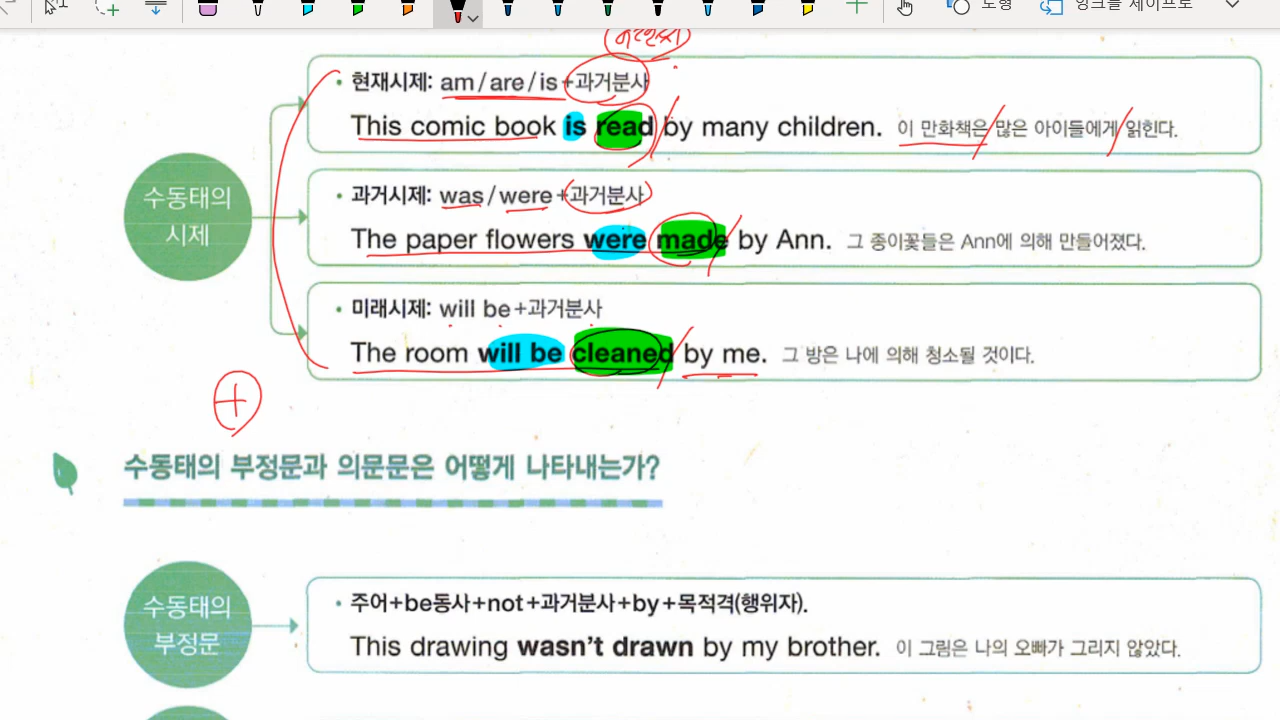 도형
잉크를 셰이프로
• 현재시제: am/are/is+과거분사
This comic book is read by many children. 이 만화책은 많은 아이들에게 읽힌다.
수동태의
시제
• 과거시제: was/were+과거분사
The paper flowers were made by Ann. 그 종이꽃들은 Ann에 의해 만들어졌다.
• 미래시제: will be+과거분사
The room will be cleaned by me. 그 방은 나에 의해 청소될 것이다.
+
수동태의 부정문과 의문문은 어떻게 나타내는가?
수동태의
부정문
• 주어+be동사+not+과거분사+by+목적격(행위자).
This drawing wasn't drawn by my brother. 이 그림은 나의 오빠가 그리지 않았다.